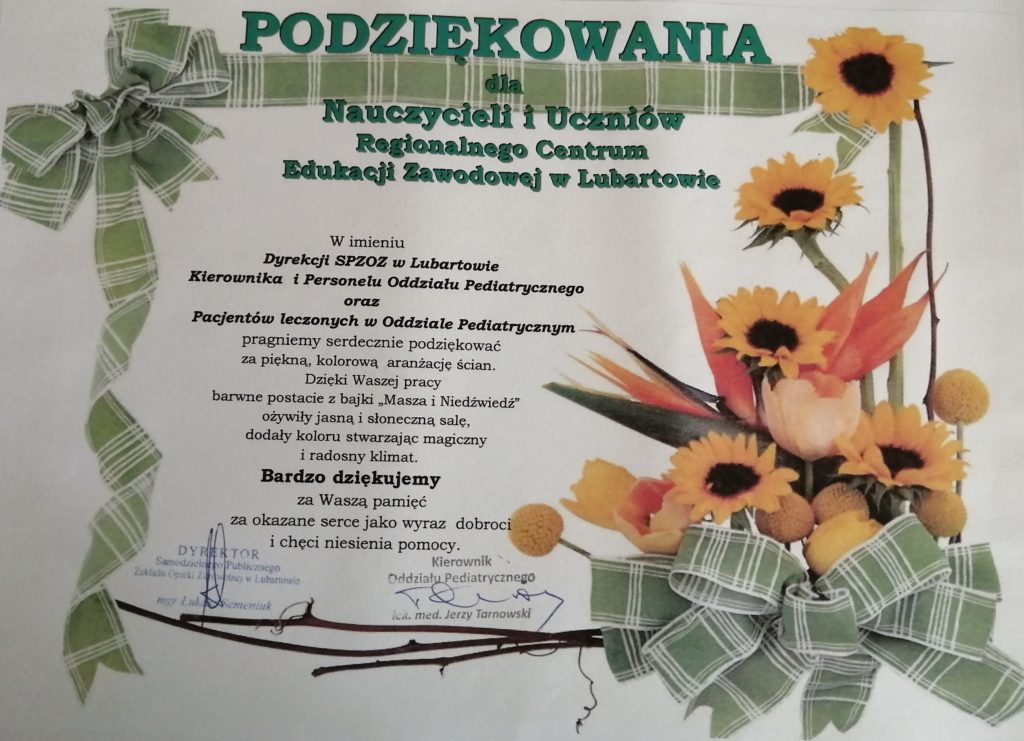 PODZIĘKOWANIA
dla
Nauczycieli i Uczniów
Regionalnego Centrum
Edukacji Zawodowej w Lubartowie
W imieniu
Dyrekcji SPZOZ w Lubartowie
Kierownika i Personelu Oddziału Pediatrycznego
oraz
Pacjentów leczonych w Oddziale Pediatrycznym
pragniemy serdecznie podziękować
za piękną, kolorową aranżację ścian.
Dzięki Waszej pracy
barwne postacie z bajki „Masza i Niedźwiedź”
ożywiły jasną i słoneczną salę,
dodały koloru stwarzając magiczny
i radosny klimat.
Bardzo dziękujemy
za Waszą pamięć
za okazane serce jako wyraz dobroci
i chęci niesienia pomocy.
DYREKTOR
Samodzielnego Publicznego
Zakładu Opieki Zdrowotnej w Lubartowie
mgr Łukasz Semeniuk
Kierownik
Oddziału Pediatrycznego
lek. med. Jerzy Tarnowski